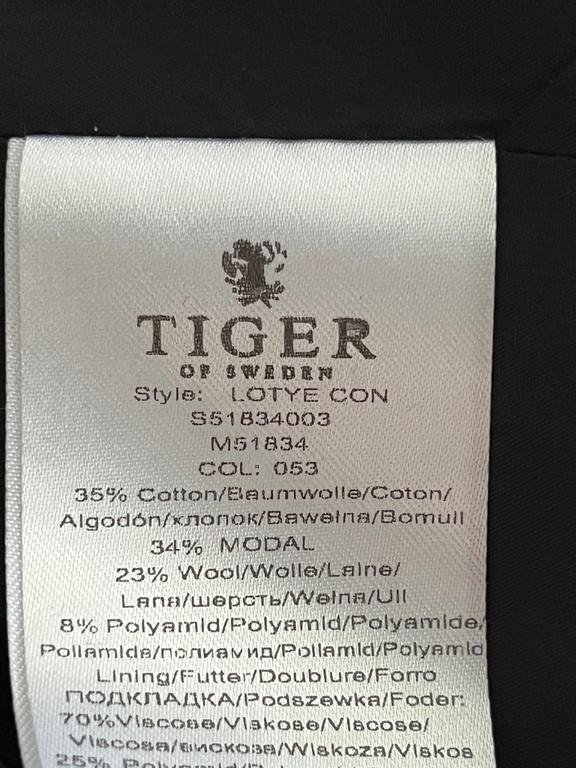 TIGER
OF SWEDEN
Style: LOTYE CON
S51834003
M51834
COL: 053
35% Cotton/Baumwolle/Coton/
Algodón/хлопок/Bawełna/Bomull
34% MODAL
23% Wool/Wolle/Laine/
Lana/шерсть/Wełna/Ull
8% Polyamid/Polyamid/Polyamide/
Poliamida/полиамид/Poliamid/Polyamid
Lining/Futter/Doublure/Forro
ПОДКЛАДКА/Podszewka/Foder:
70%Viscose/Viskose/Viscose/
Viscosa/вискоза/Wiskoza/Viskos
25%